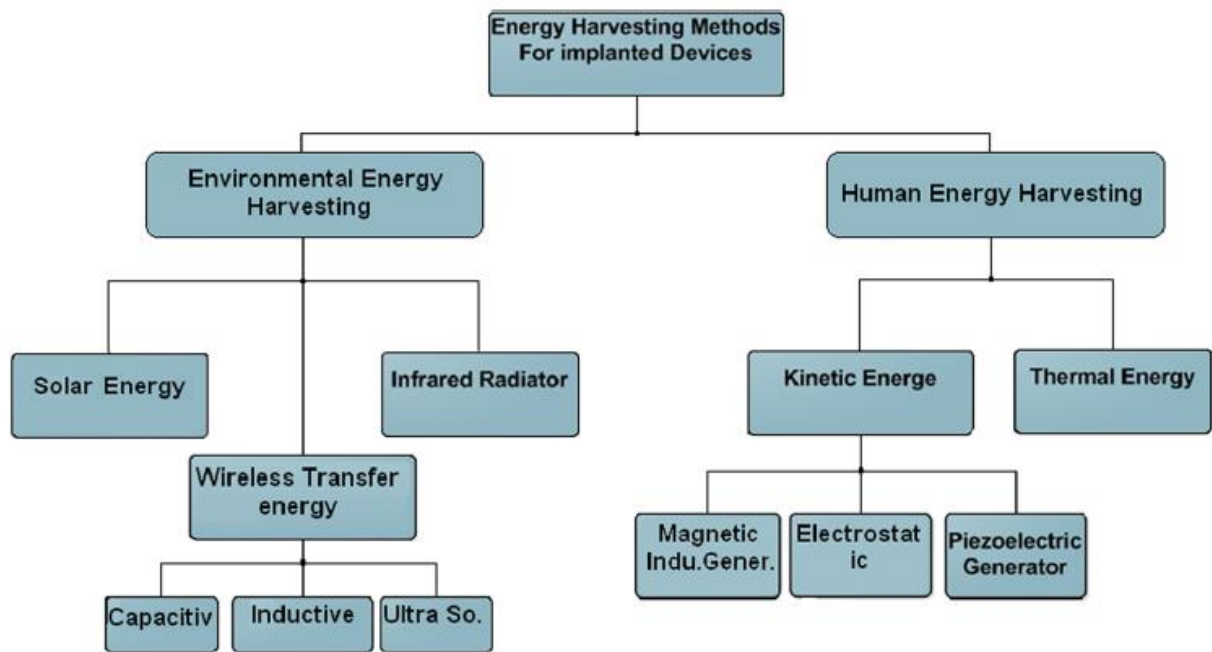 Energy Harvesting Methods
For implanted Devices
Environmental Energy
Harvesting
Human Energy Harvesting
Solar Energy
Infrared Radiator
Kinetic Energe
Thermal Energy
Wireless Transfer
energy
Magnetic
Indu.Gener.
Electrostat
ic
Piezoelectric
Generator
Capacitiv
Inductive
Ultra So.